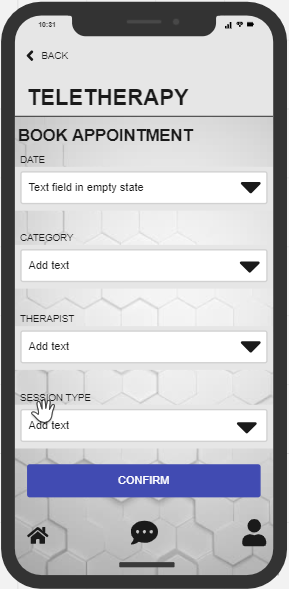 10:31
BACK
TELETHERAPY
BOOK APPOINTMENT
DATE
Text field in empty state
CATEGORY
Add text
THERAPIST
Add text
SESSION TYPE
Add text
CONFIRM